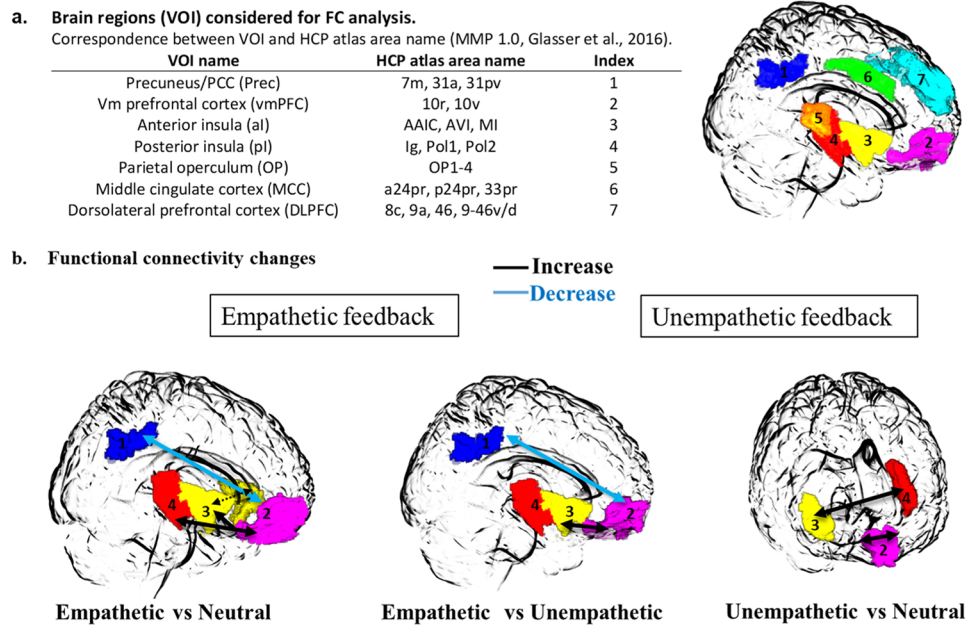 a. Brain regions (VOI) considered for FC analysis.
Correspondence between VOI and HCP atlas area name (MMP 1.0, Glasser et al., 2016).
VOI name HCP atlas area name Index
Precuneus/PCC (Prec) 7m, 31a, 31pv 1
Vm prefrontal cortex (vmPFC) 10r, 10v 2
Anterior insula (aI) AAIC, AVI, MI 3
Posterior insula (pI) Ig, PoI1, PoI2 4
Parietal operculum (OP) OP1-4 5
Middle cingulate cortex (MCC) a24pr, p24pr, 33pr 6
Dorsolateral prefrontal cortex (DLPFC) 8c, 9a, 46, 9-46v/d 7
1 6 7
5 4 3 2
b. Functional connectivity changes
Increase
Decrease
Empathetic feedback Unempathetic feedback
1 4 3 2
1 4 3 2
4 3 2
Empathetic vs Neutral Empathetic vs Unempathetic Unempathetic vs Neutral